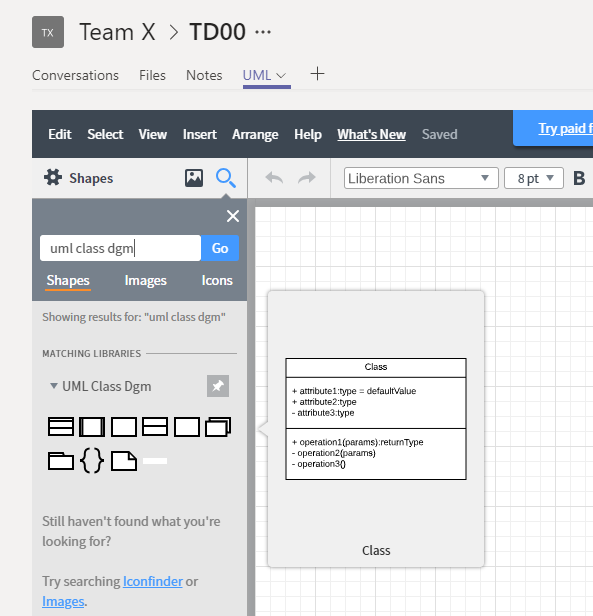 TX Team X > TD00 ...
Conversations Files Notes UML
Edit Select View Insert Arrange Help What's New Saved Try paid f
Shapes Liberation Sans 8 pt B
uml class dgm Go
Shapes Images Icons
Showing results for: "uml class dgm"
MATCHING LIBRARIES
UML Class Dgm
Class
+ attribute1:type = defaultValue
+ attribute2:type
- attribute3:type
+ operation1(params):returnType
- operation2(params)
- operation3()
Class
Still haven't found what you're
looking for?
Try searching Iconfinder or
Images.